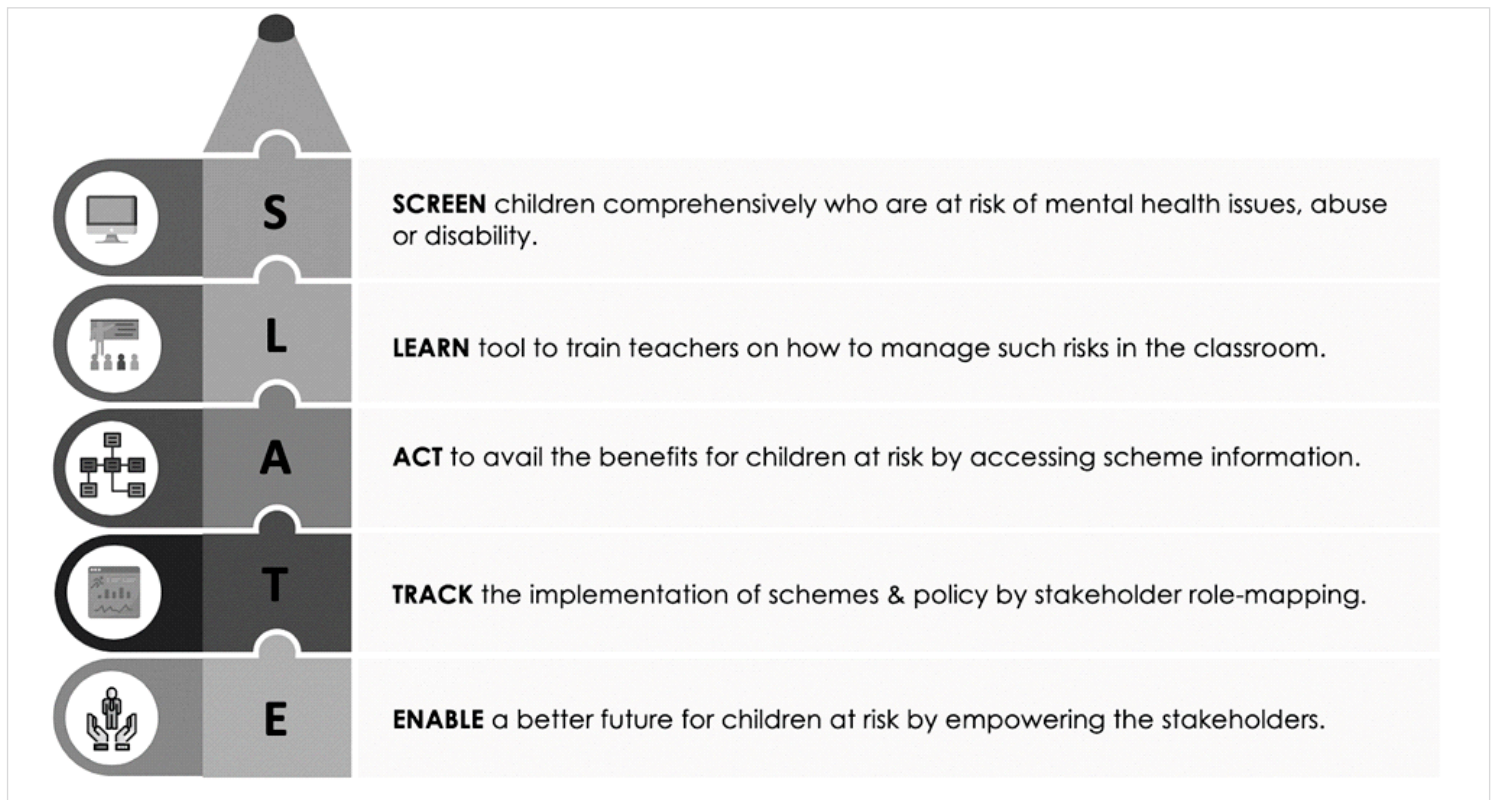 S
SCREEN children comprehensively who are at risk of mental health issues, abuse
or disability.
L
LEARN tool to train teachers on how to manage such risks in the classroom.
A
ACT to avail the benefits for children at risk by accessing scheme information.
T
TRACK the implementation of schemes & policy by stakeholder role-mapping.
E
ENABLE a better future for children at risk by empowering the stakeholders.